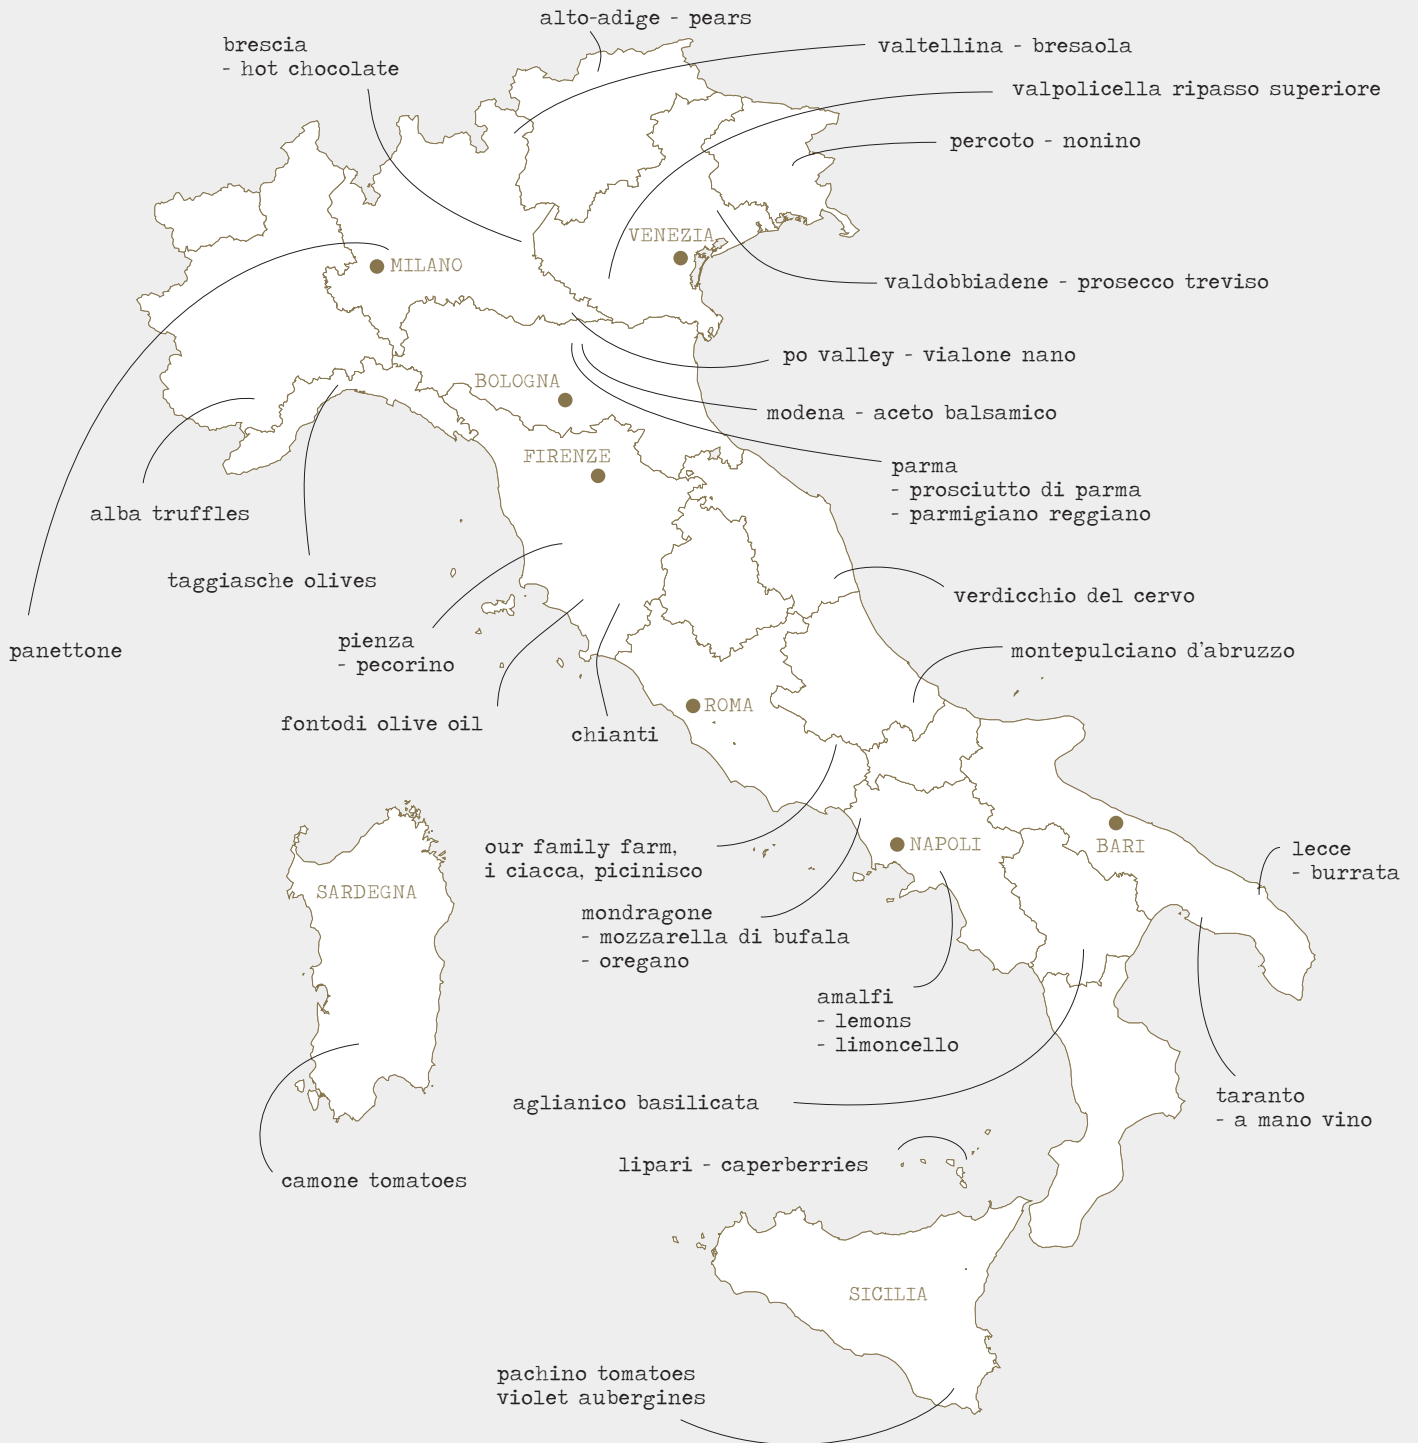 alto-adige - pears
brescia
- hot chocolate
valtellina - bresaola
valpolicella ripasso superiore
percoto - nonino
VENEZIA
MILANO
valdobbiadene - prosecco treviso
po valley - vialone nano
BOLOGNA
modena - aceto balsamico
FIRENZE
parma
- prosciutto di parma
- parmigiano reggiano
alba truffles
taggiasche olives
verdicchio del cervo
panettone
pienza
- pecorino
montepulciano d'abruzzo
ROMA
fontodi olive oil
chianti
our family farm,
i ciacca, picinisco
NAPOLI
BARI
lecce
- burrata
SARDEGNA
mondragone
- mozzarella di bufala
- oregano
amalfi
- lemons
- limoncello
aglianico basilicata
taranto
- a mano vino
lipari - caperberries
camone tomatoes
SICILIA
pachino tomatoes
violet aubergines